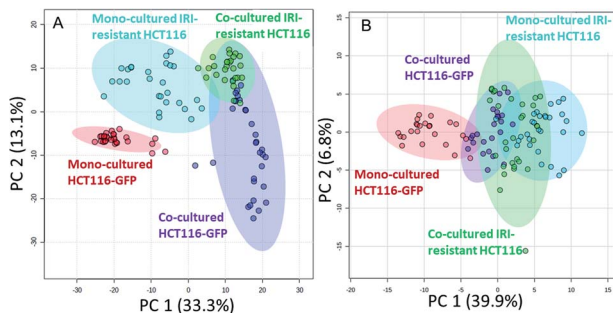 A
Mono-cultured IRI-
resistant HCT116
Co-cultured IRI-
resistant HCT116
Mono-cultured
HCT116-GFP
Co-cultured
HCT116-GFP
PC 2 (13.1%)
20
10
0
-10
-20
-30
-20
-10
0
10
20
30
PC 1 (33.3%)
B
Mono-cultured IRI-
resistant HCT116
Co-cultured
HCT116-GFP
Mono-cultured
HCT116-GFP
Co-cultured IRI-
resistant HCT116
PC 2 (6.8%)
15
10
5
0
-5
-10
-15
-15
-10
-5
0
5
10
15
PC 1 (39.9%)